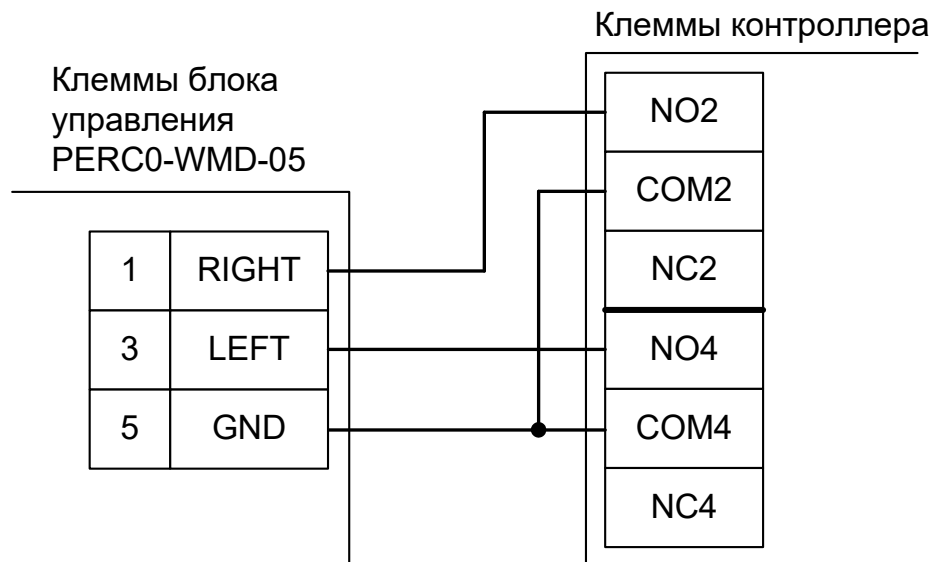 Клеммы контроллера
Клеммы блока
управления
PERC0-WMD-05
1 RIGHT
3 LEFT
5 GND
NO2
COM2
NC2
NO4
COM4
NC4